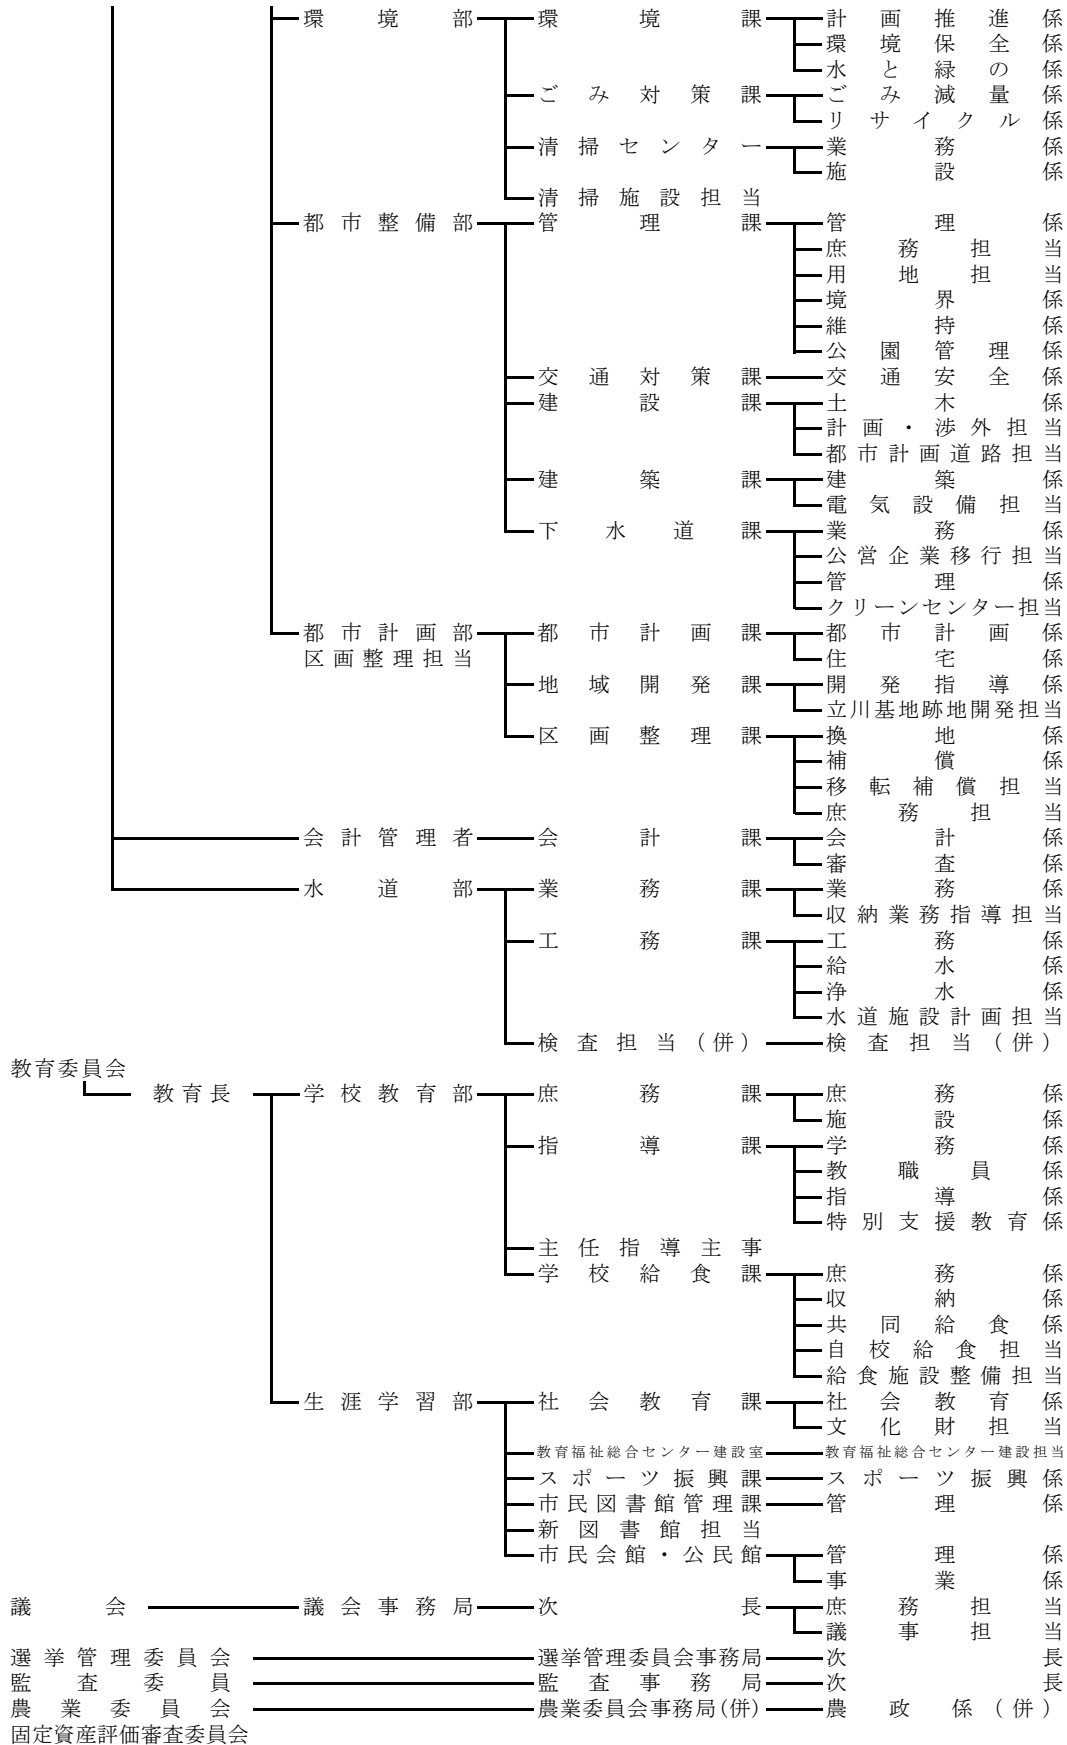 環境部 環境課 計画推進係
環境保全係
水と緑の係
ごみ対策課 ごみ減量係
リサイクル係
清掃センター 業務係
施設係
清掃施設担当
都市整備部 管理課 管理係
庶務担当
用地担当
境界係
維持係
公園管理係
交通対策課 交通安全係
建設課 土木係
計画・渉外担当
都市計画道路担当
建築課 建築係
電気設備担当
下水道課 業務係
公営企業移行担当
管理係
クリーンセンター担当
都市計画部 都市計画課 都市計画係
区画整理担当 住宅係
地域開発課 開発指導係
立川基地跡地開発担当
区画整理課 換地係
補償係
移転補償担当
庶務担当
会計管理者 会計課 会計係
審査係
水道部 業務課 業務係
収納業務指導担当
工務課 工務係
給水係
浄水係
水道施設計画担当
検査担当(併) 検査担当(併)
教育委員会
教育長 学校教育部 庶務課 庶務係
施設係
指導課 学務係
教職員係
指導係
特別支援教育係
主任指導主事
学校給食課 庶務係
収納係
共同給食係
自校給食担当
給食施設整備担当
生涯学習部 社会教育課 社会教育係
文化財担当
教育福祉総合センター建設室 教育福祉総合センター建設担当
スポーツ振興課 スポーツ振興係
市民図書館管理課 管理係
新図書館担当
市民会館・公民館 管理係
事業係
議会 議会事務局 次長 庶務担当
議事担当
選挙管理委員会 選挙管理委員会事務局 次長
監査委員 監査事務局 次長
農業委員会 農業委員会事務局(併) 農政係(併)
固定資産評価審査委員会